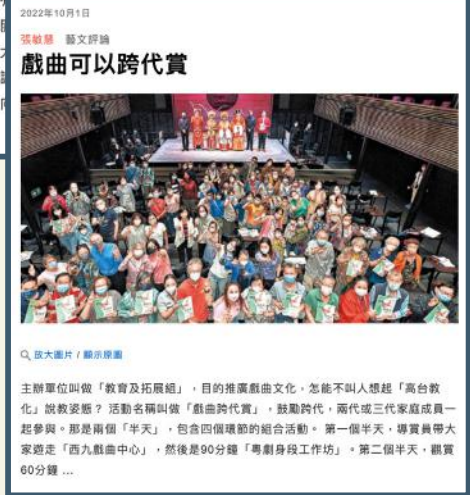 2022年10月1日
張敏慧 藝文評論
戲曲可以跨代賞
放大圖片 / 顯示原圖
主辦單位叫做「教育及拓展組」，目的推廣戲曲文化，怎能不叫人想起「高台教
化」說教姿態？ 活動名稱叫做「戲曲跨代賞」，鼓勵跨代，兩代或三代家庭成員一
起參與。那是兩個「半天」，包含四個環節的組合活動。 第一個半天，導賞員帶大
家遊走「西九戲曲中心」，然後是90分鐘「粵劇身段工作坊」。第二個半天，觀賞
60分鐘 ...